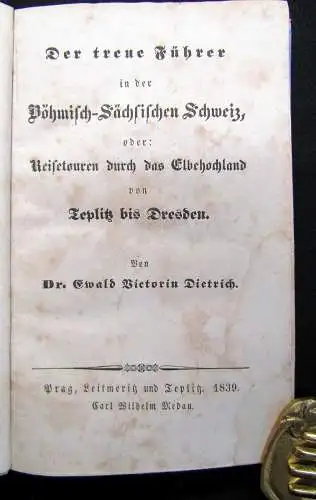 Der treue Führer
in der
Böhmisch-Sächsischen Schweiz,
oder:
Reisetouren durch das Elbehochland
von
Teplitz bis Dresden.
Von
Dr. Ewald Victorin Dietrich.
Prag, Leitmeritz und Teplitz. 1839.
Carl Wilhelm Medau.